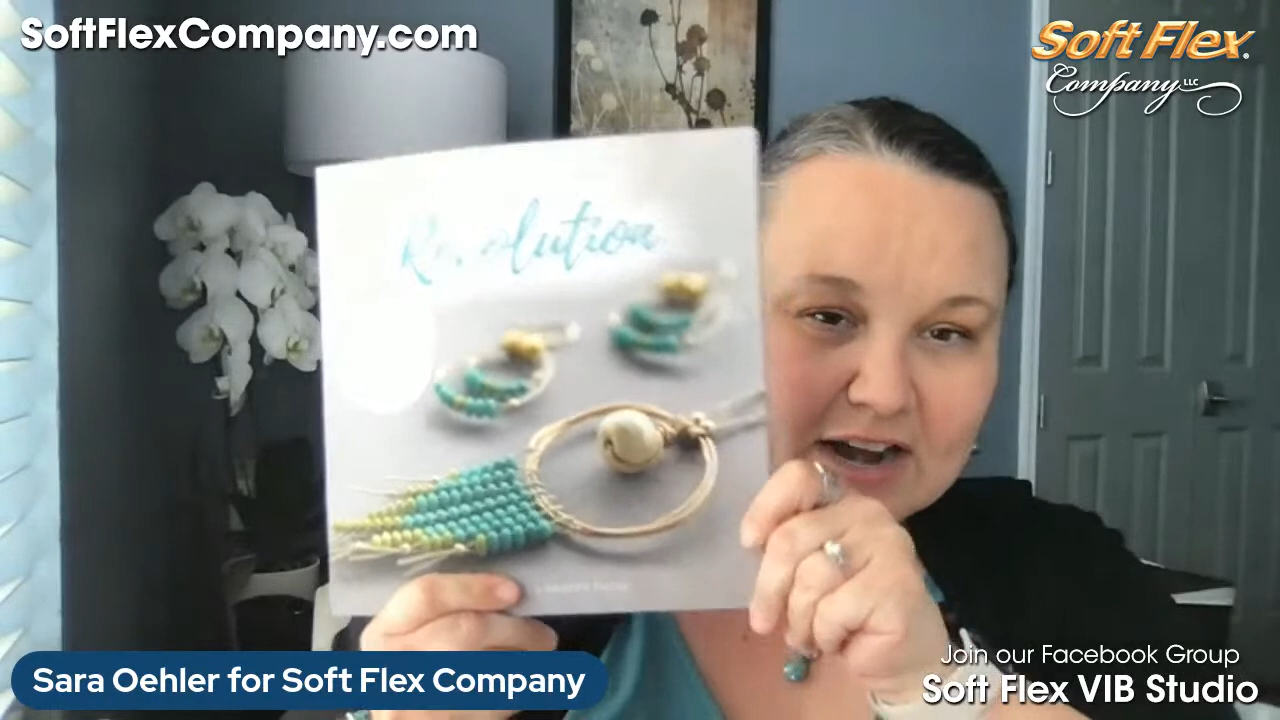 SoftFlexCompany.com
Soft Flex®
Company LLC
Revolution
Sara Oehler for Soft Flex Company
Join our Facebook Group
Soft Flex VIB Studio